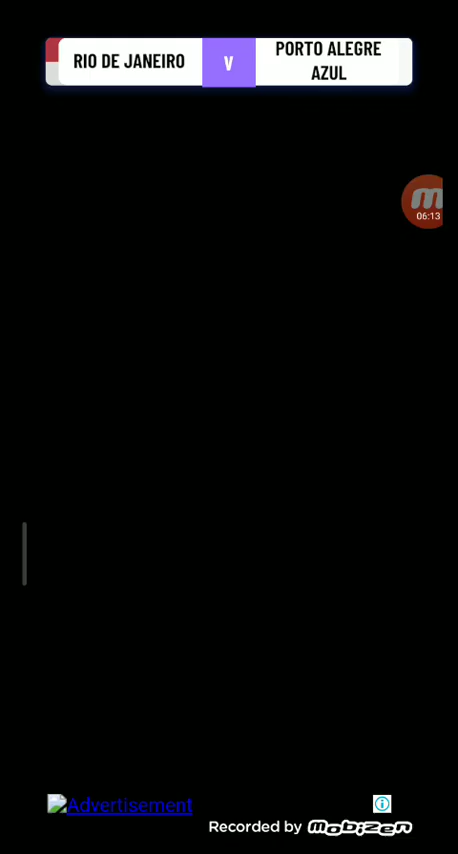 RIO DE JANEIRO
V
PORTO ALEGRE
AZUL
06:13
Advertisement
Recorded by mobizen